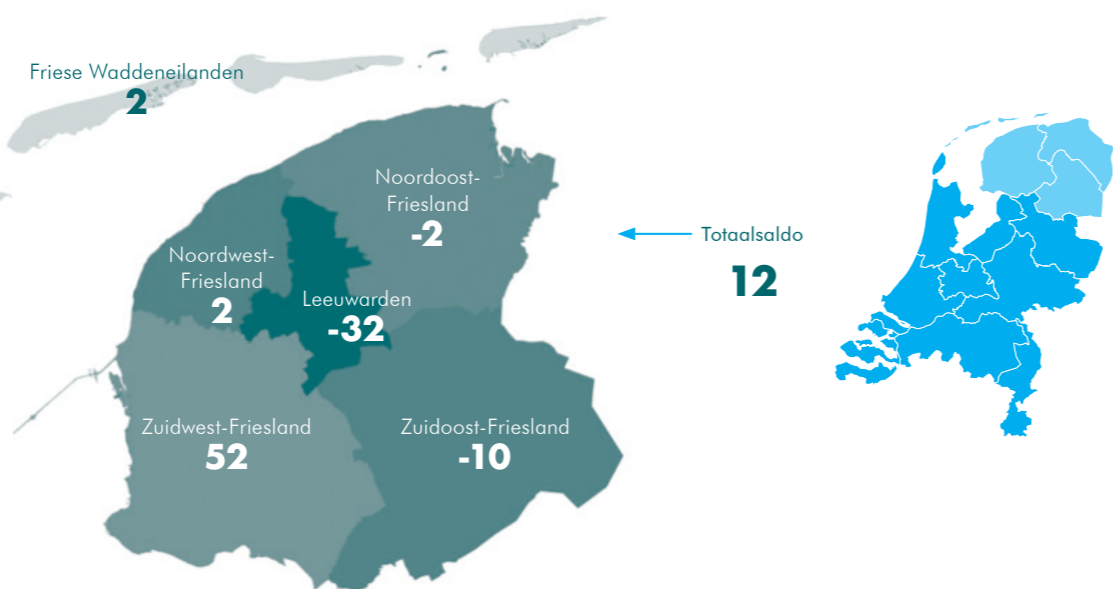 Friese Waddeneilanden
2
Noordoost-
Friesland
-2
Noordwest-
Friesland
2
Leeuwarden
-32
Totaalsaldo
12
Zuidwest-Friesland
52
Zuidoost-Friesland
-10